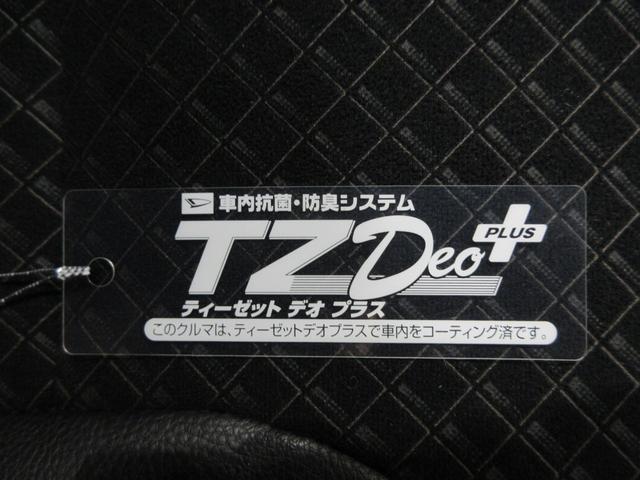 車内抗菌・防臭システム
TZ Deo PLUS
ティーゼット デオ プラス
このクルマは、ティーゼットデオプラスで車内をコーティング済です。